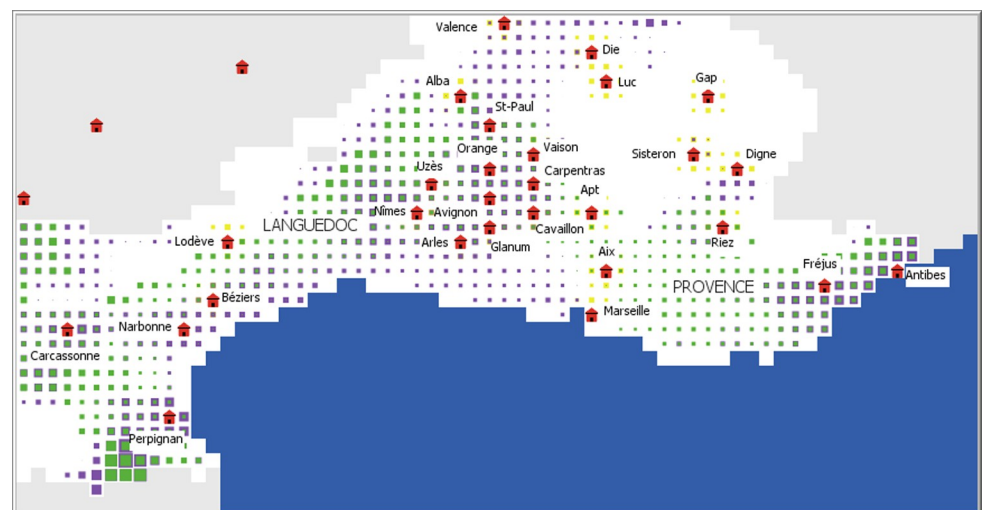 Valence
Die
Luc
Alba
Gap
St-Paul
Orange
Vaison
Sisteron
Digne
Uzès
Carpentras
Apt
Nîmes
Avignon
LANGUEDOC
Cavaillon
Lodève
Arles
Glanum
Riez
Aix
Fréjus
Antibes
PROVENCE
Béziers
Marseille
Narbonne
Carcassonne
Perpignan